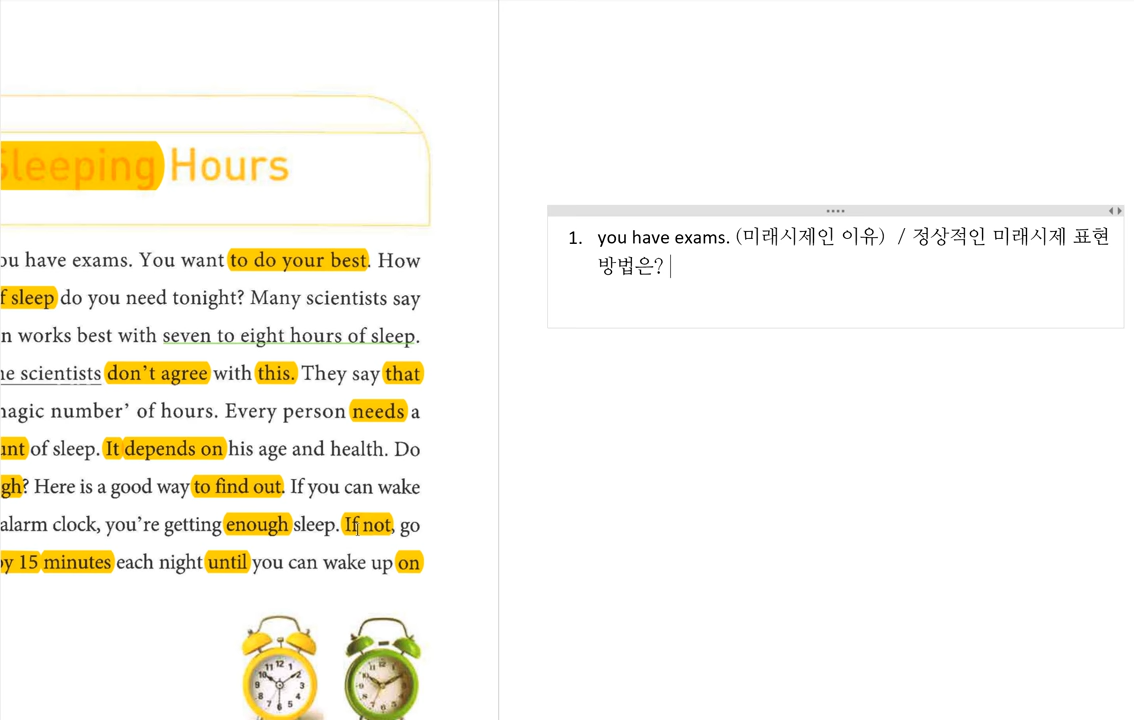 Sleeping Hours
ou have exams. You want to do your best. How
f sleep do you need tonight? Many scientists say
n works best with seven to eight hours of sleep.
ne scientists don't agree with this. They say that
nagic number' of hours. Every person needs a
unt of sleep. It depends on his age and health. Do
gh? Here is a good way to find out. If you can wake
alarm clock, you're getting enough sleep. If not, go
by 15 minutes each night until you can wake up on
1. you have exams. (미래시제인 이유) / 정상적인 미래시제 표현
방법은?